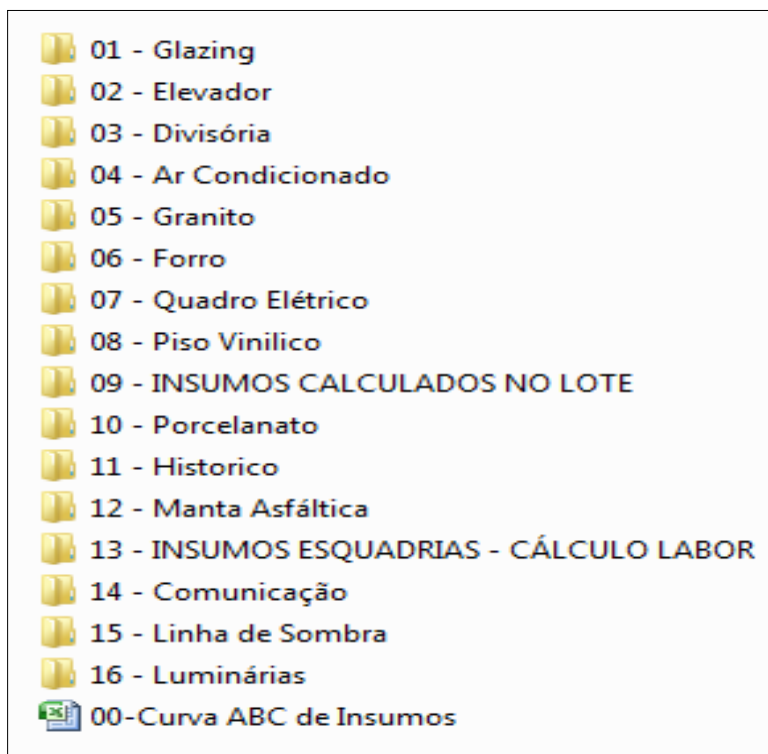 01 - Glazing
02 - Elevador
03 - Divisória
04 - Ar Condicionado
05 - Granito
06 - Forro
07 - Quadro Elétrico
08 - Piso Vinilico
09 - INSUMOS CALCULADOS NO LOTE
10 - Porcelanato
11 - Historico
12 - Manta Asfáltica
13 - INSUMOS ESQUADRIAS - CÁLCULO LABOR
14 - Comunicação
15 - Linha de Sombra
16 - Luminárias
00-Curva ABC de Insumos